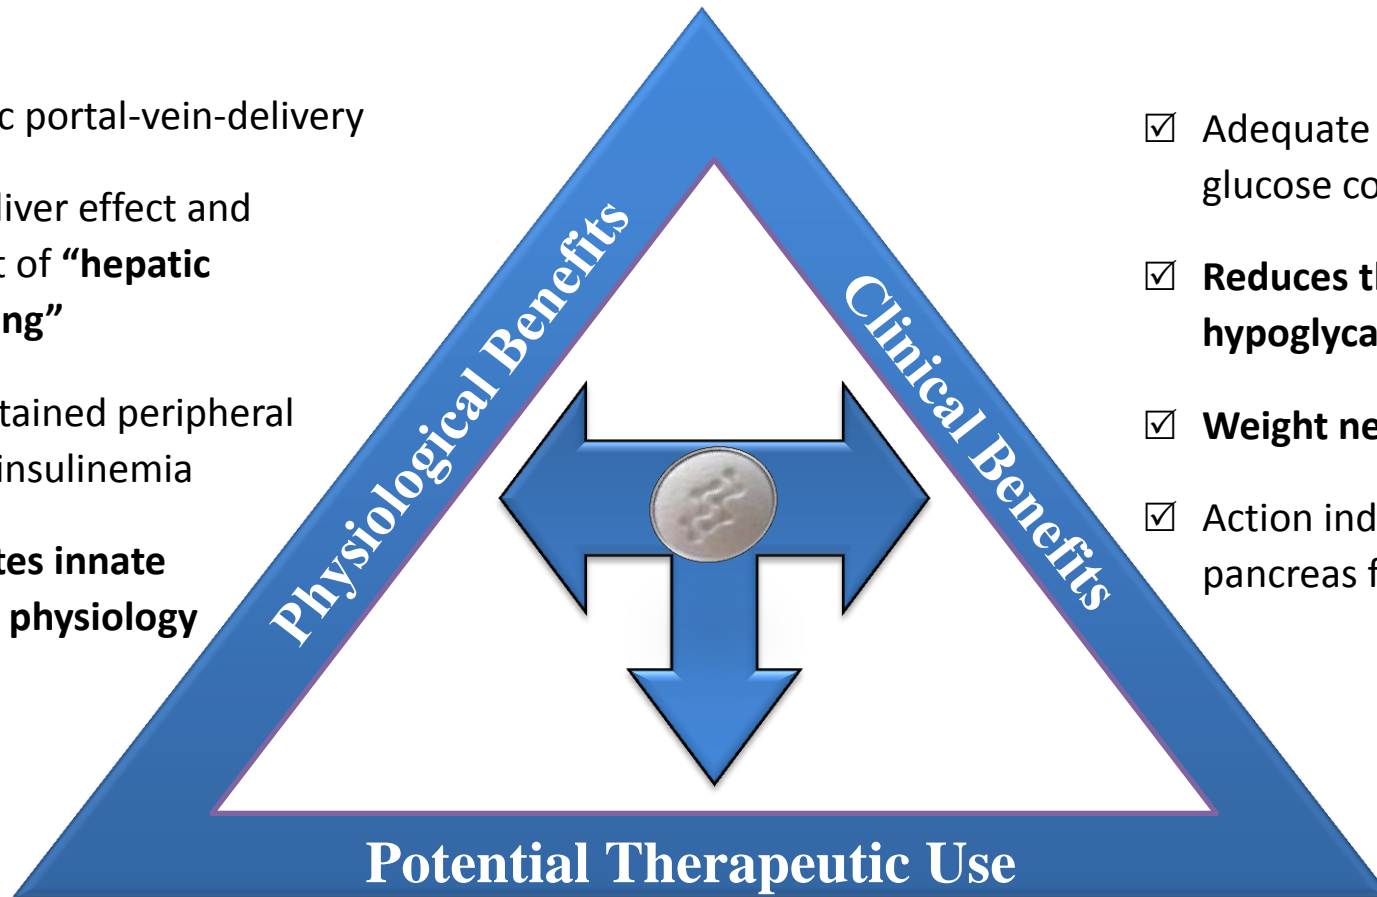 c portal-vein-delivery
liver effect and
t of “hepatic
ng”
tained peripheral
insulinemia
tes innate
physiology
Physiological Benefits
Clinical Benefits
☑ Adequate
glucose co
☑ Reduces t
hypoglyca
☑ Weight ne
☑ Action ind
pancreas f
Potential Therapeutic Use